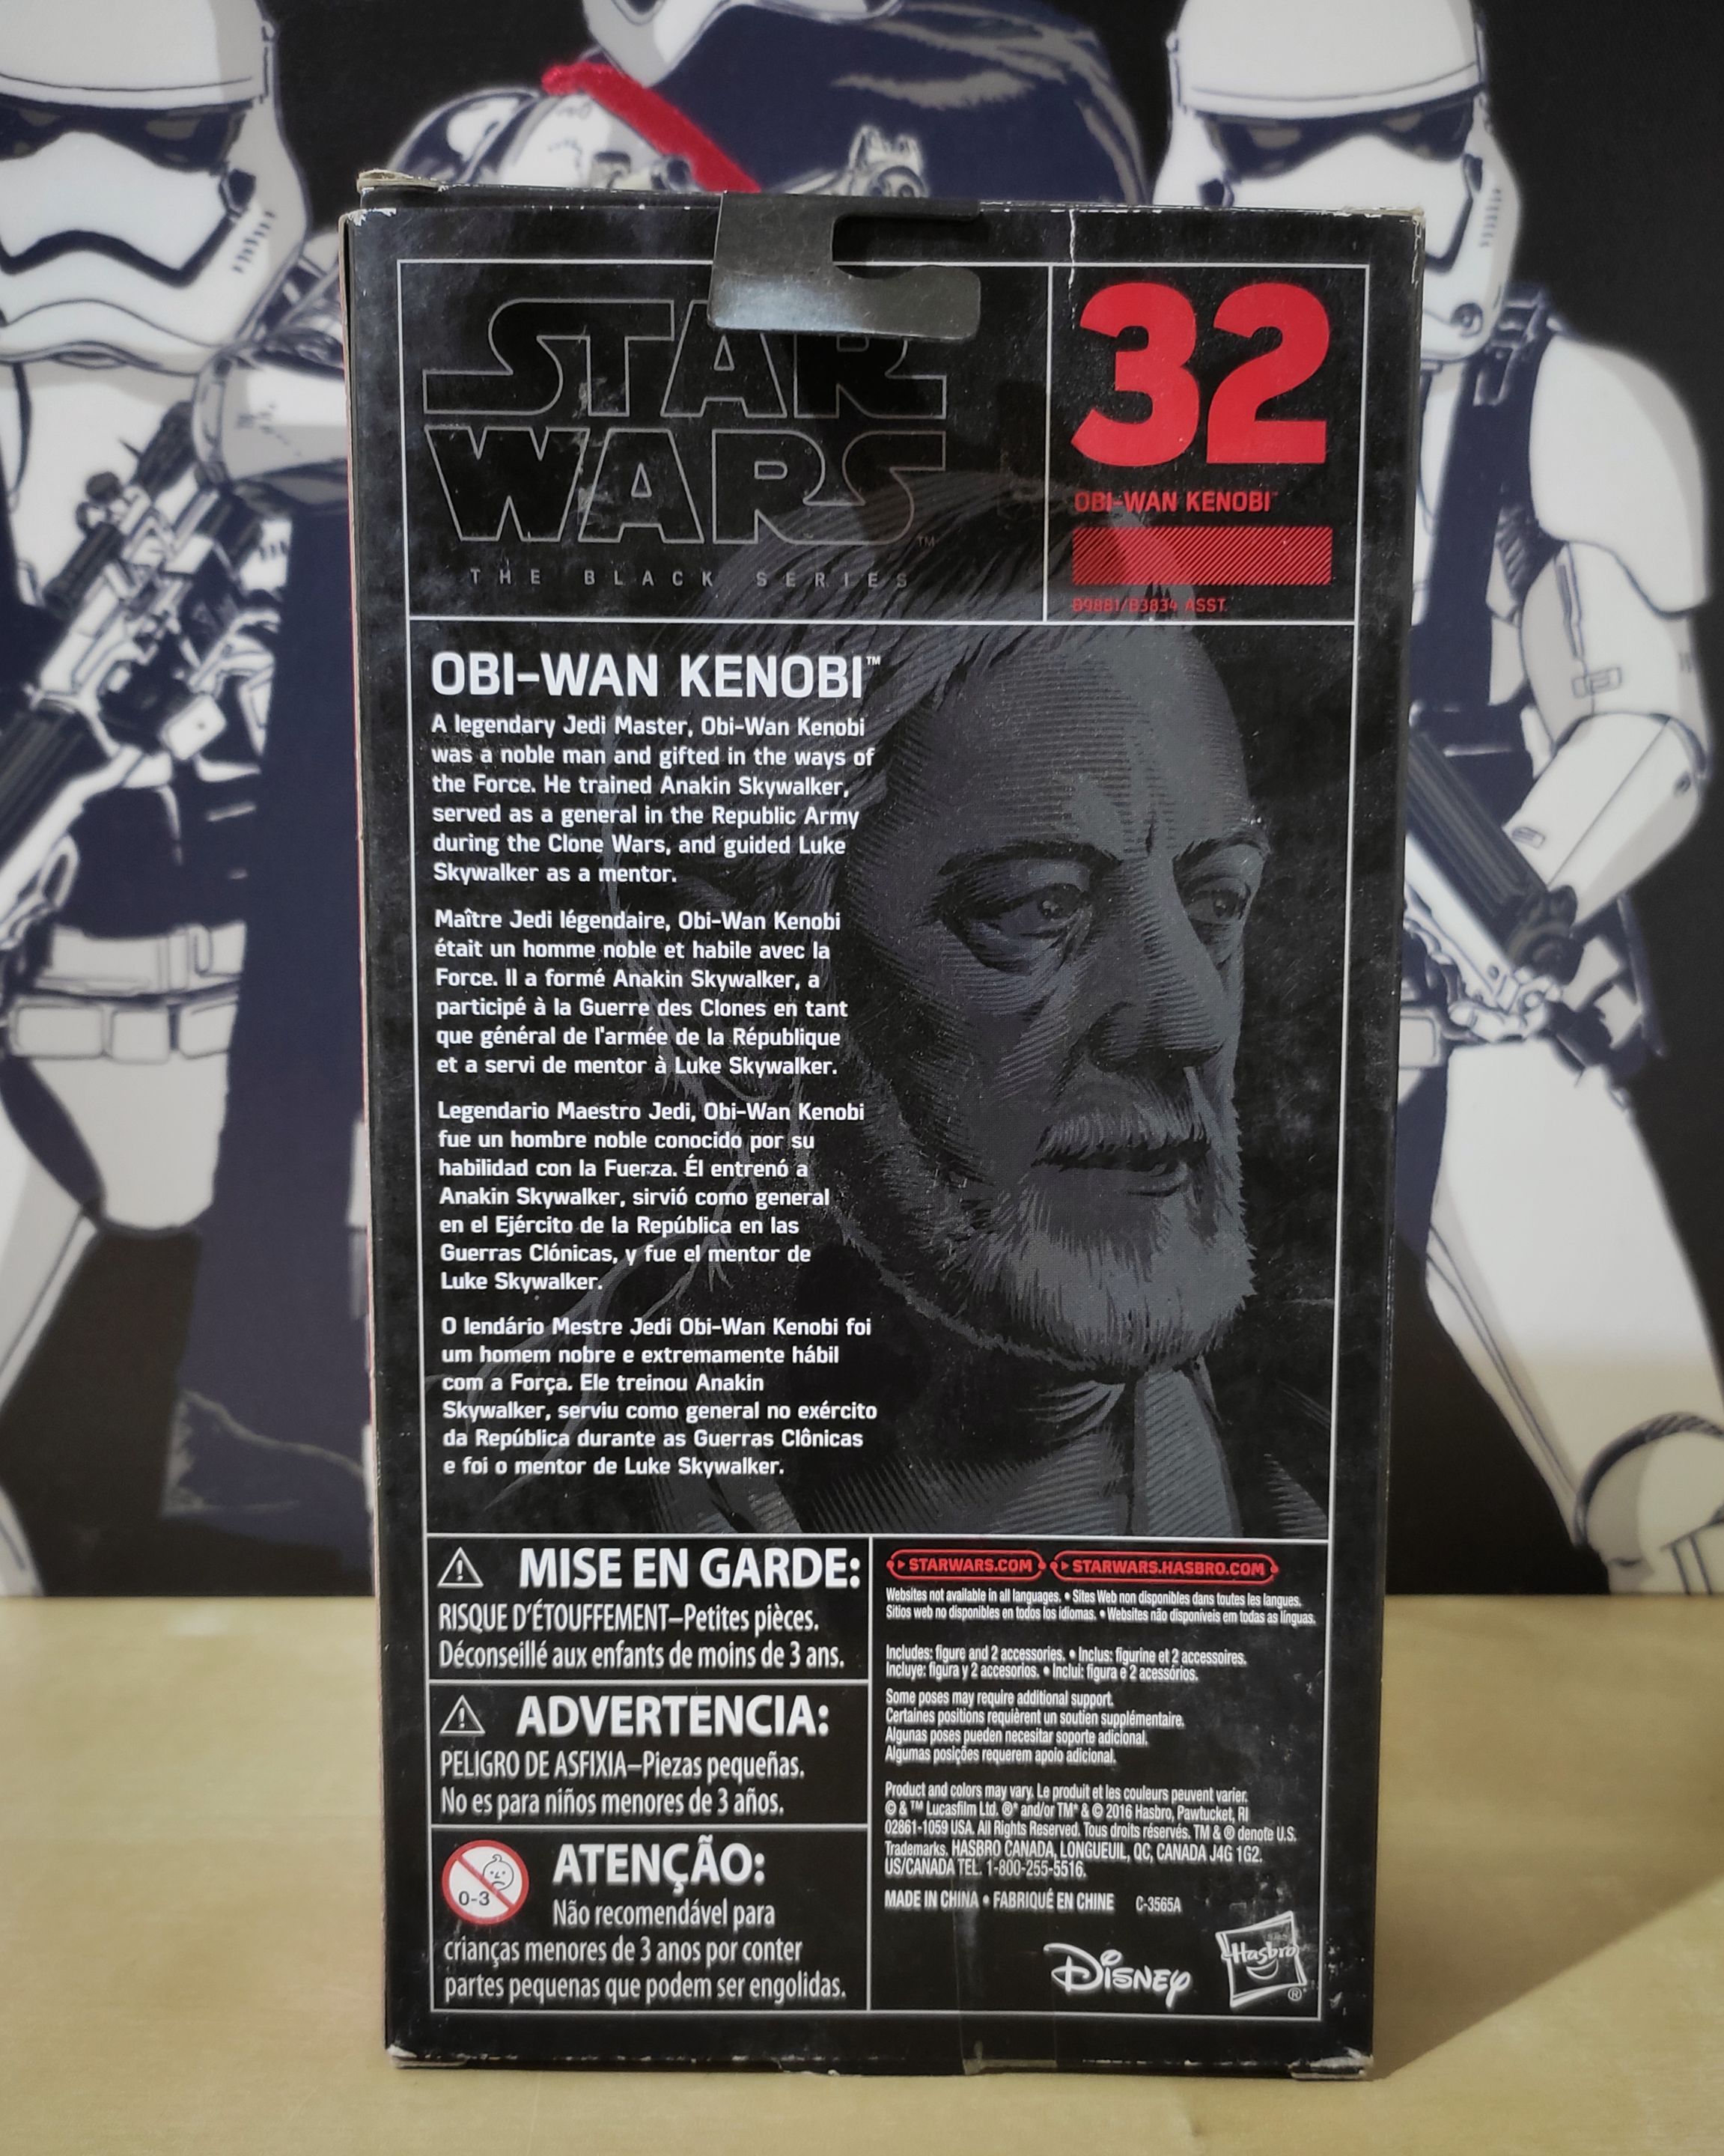 STAR
WARS™
THE BLACK SERIES
32
OBI-WAN KENOBI™
B9881/B3834 ASST.
OBI-WAN KENOBI™
A legendary Jedi Master, Obi-Wan Kenobi
was a noble man and gifted in the ways of
the Force. He trained Anakin Skywalker,
served as a general in the Republic Army
during the Clone Wars, and guided Luke
Skywalker as a mentor.
Maître Jedi légendaire, Obi-Wan Kenobi
était un homme noble et habile avec la
Force. Il a formé Anakin Skywalker, a
participé à la Guerre des Clones en tant
que général de l'armée de la République
et a servi de mentor à Luke Skywalker.
Legendario Maestro Jedi, Obi-Wan Kenobi
fue un hombre noble conocido por su
habilidad con la Fuerza. Él entrenó a
Anakin Skywalker, sirvió como general
en el Ejército de la República en las
Guerras Clónicas, y fue el mentor de
Luke Skywalker.
O lendário Mestre Jedi Obi-Wan Kenobi foi
um homem nobre e extremamente hábil
com a Força. Ele treinou Anakin
Skywalker, serviu como general no exército
da República durante as Guerras Clônicas
e foi o mentor de Luke Skywalker.
MISE EN GARDE:
RISQUE D'ÉTOUFFEMENT–Petites pièces.
Déconseillé aux enfants de moins de 3 ans.
ADVERTENCIA:
PELIGRO DE ASFIXIA–Piezas pequeñas.
No es para niños menores de 3 años.
0-3
ATENÇÃO:
Não recomendável para
crianças menores de 3 anos por conter
partes pequenas que podem ser engolidas.
STARWARS.COM STARWARS.HASBRO.COM
Websites not available in all languages. • Sites Web non disponibles dans toutes les langues.
Sitios web no disponibles en todos los idiomas. • Websites não disponíveis em todas as línguas.
Includes: figure and 2 accessories. • Inclus: figurine et 2 accessoires.
Incluye: figura y 2 accesorios. • Inclui: figura e 2 acessórios.
Some poses may require additional support.
Certaines positions requièrent un soutien supplémentaire.
Algunas poses pueden necesitar soporte adicional.
Algumas posições requerem apoio adicional.
Product and colors may vary. Le produit et les couleurs peuvent varier.
© & ™ Lucasfilm Ltd. ®* and/or TM* & © 2016 Hasbro, Pawtucket, RI
02861-1059 USA. All Rights Reserved. Tous droits réservés. TM & ® denote U.S.
Trademarks. HASBRO CANADA, LONGUEUIL, QC, CANADA J4G 1G2.
US/CANADA TEL. 1-800-255-5516.
MADE IN CHINA • FABRIQUÉ EN CHINE C-3565A
Disney
Hasbro®